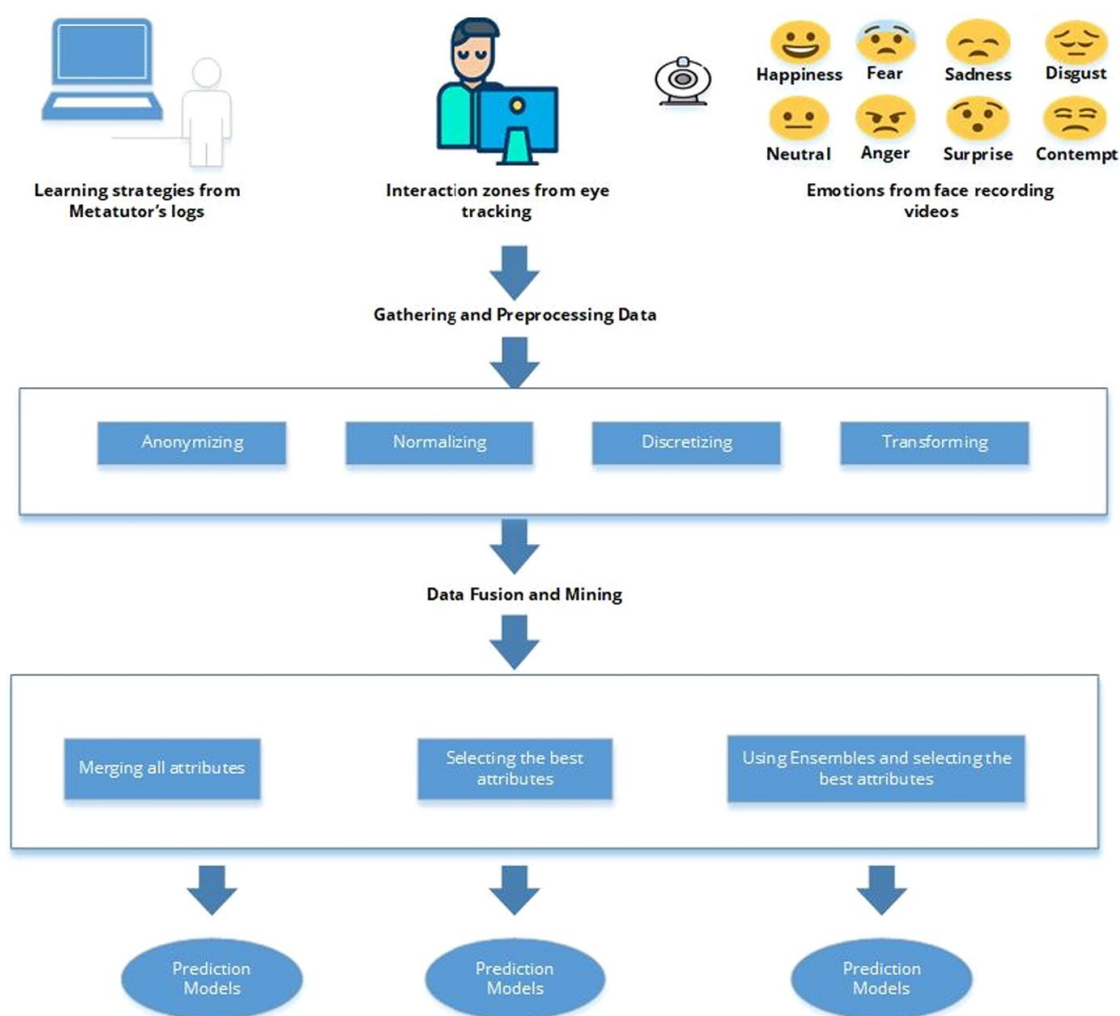 Happiness
Fear
Sadness
Disgust
Neutral
Anger
Surprise
Contempt
Learning strategies from
Metatutor's logs
Interaction zones from eye
tracking
Emotions from face recording
videos
Gathering and Preprocessing Data
Anonymizing
Normalizing
Discretizing
Transforming
Data Fusion and Mining
Merging all attributes
Selecting the best
attributes
Using Ensembles and selecting the
best attributes
Prediction
Models
Prediction
Models
Prediction
Models